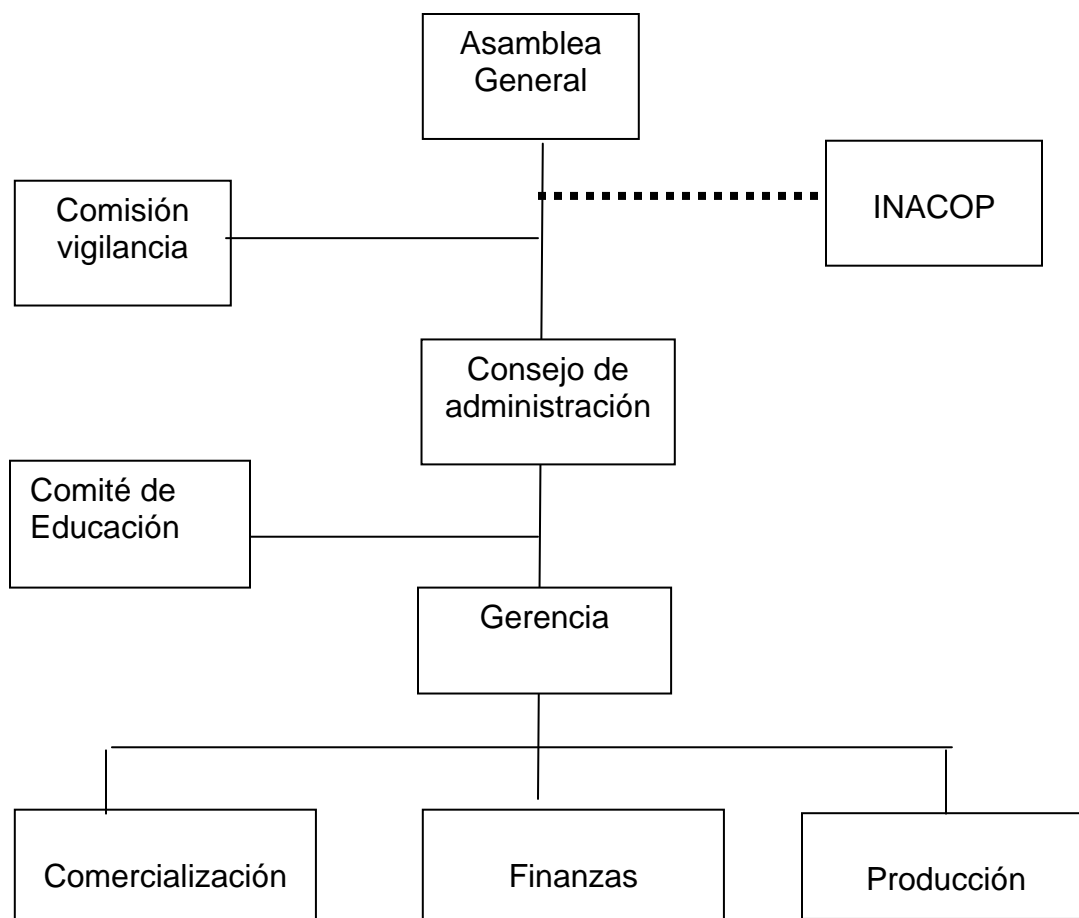 Asamblea
General
INACOP
Comisión
vigilancia
Consejo de
administración
Comité de
Educación
Gerencia
Comercialización
Finanzas
Producción